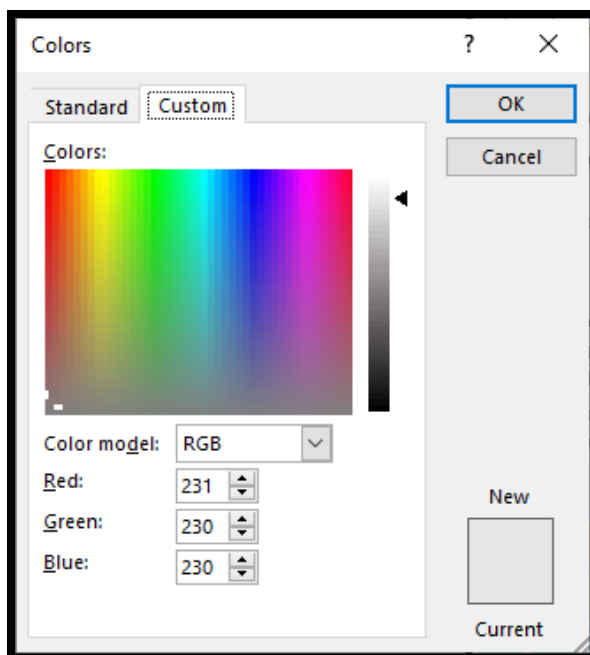 Colors ?
Standard Custom OK
Cancel
Colors:
Color model: RGB
Red: 231
Green: 230
Blue: 230
New
Current